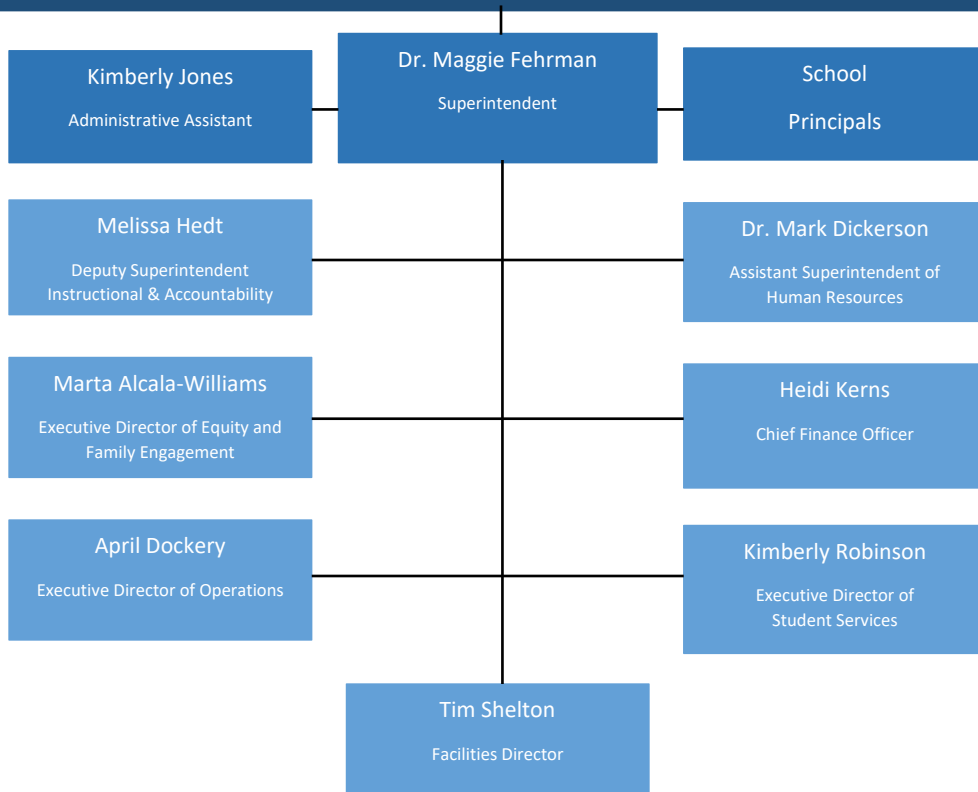 Kimberly Jones
Administrative Assistant
Dr. Maggie Fehrman
Superintendent
School
Principals
Melissa Hedt
Deputy Superintendent
Instructional & Accountability
Dr. Mark Dickerson
Assistant Superintendent of
Human Resources
Marta Alcala-Williams
Executive Director of Equity and
Family Engagement
Heidi Kerns
Chief Finance Officer
April Dockery
Executive Director of Operations
Kimberly Robinson
Executive Director of
Student Services
Tim Shelton
Facilities Director